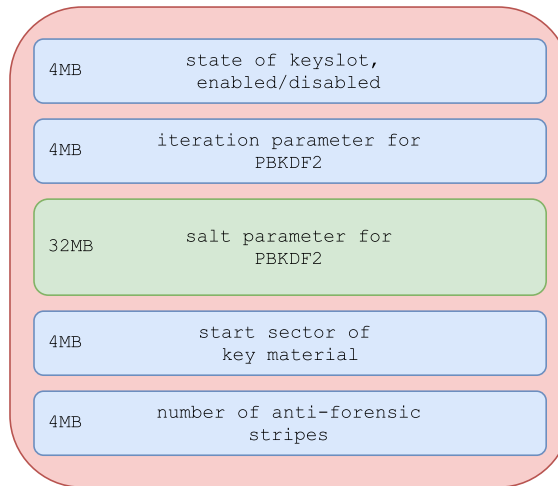 4MB
state of keyslot,
enabled/disabled
4MB
iteration parameter for
PBKDF2
32MB
salt parameter for
PBKDF2
4MB
start sector of
key material
4MB
number of anti-forensic
stripes